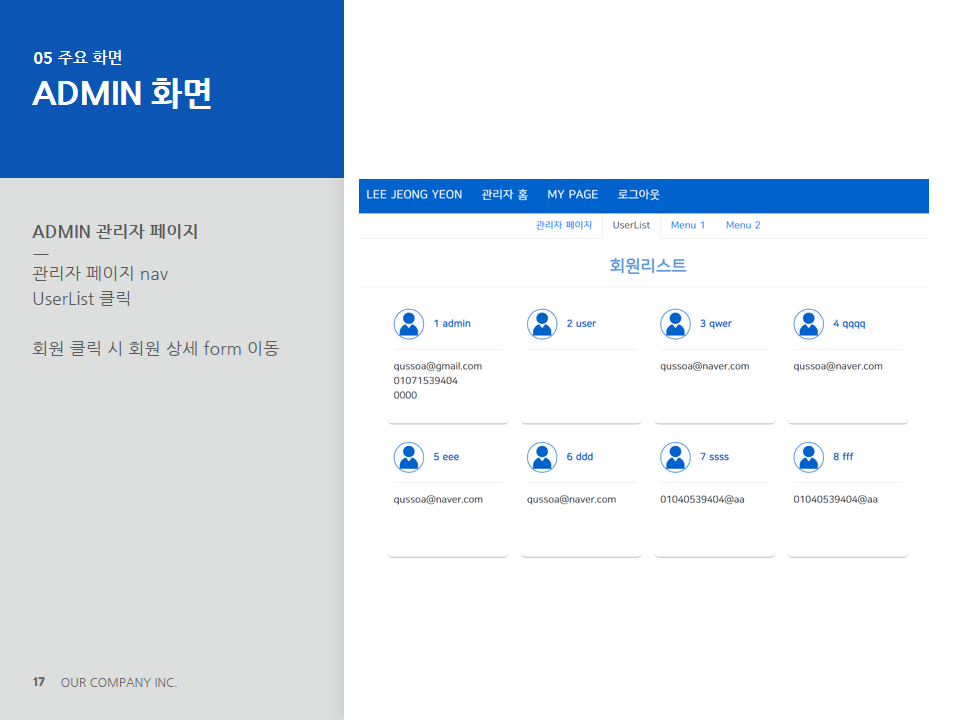 05 주요 화면
ADMIN 화면
ADMIN 관리자 페이지
—
관리자 페이지 nav
UserList 클릭
회원 클릭 시 회원 상세 form 이동
17 OUR COMPANY INC.
LEE JEONG YEON 관리자 홈 MY PAGE 로그아웃
관리자 페이지 UserList Menu 1 Menu 2
회원리스트
1 admin
qussoa@gmail.com
01071539404
0000
2 user
3 qwer
qussoa@naver.com
4 qqqq
qussoa@naver.com
5 eee
qussoa@naver.com
6 ddd
qussoa@naver.com
7 ssss
01040539404@aa
8 fff
01040539404@aa